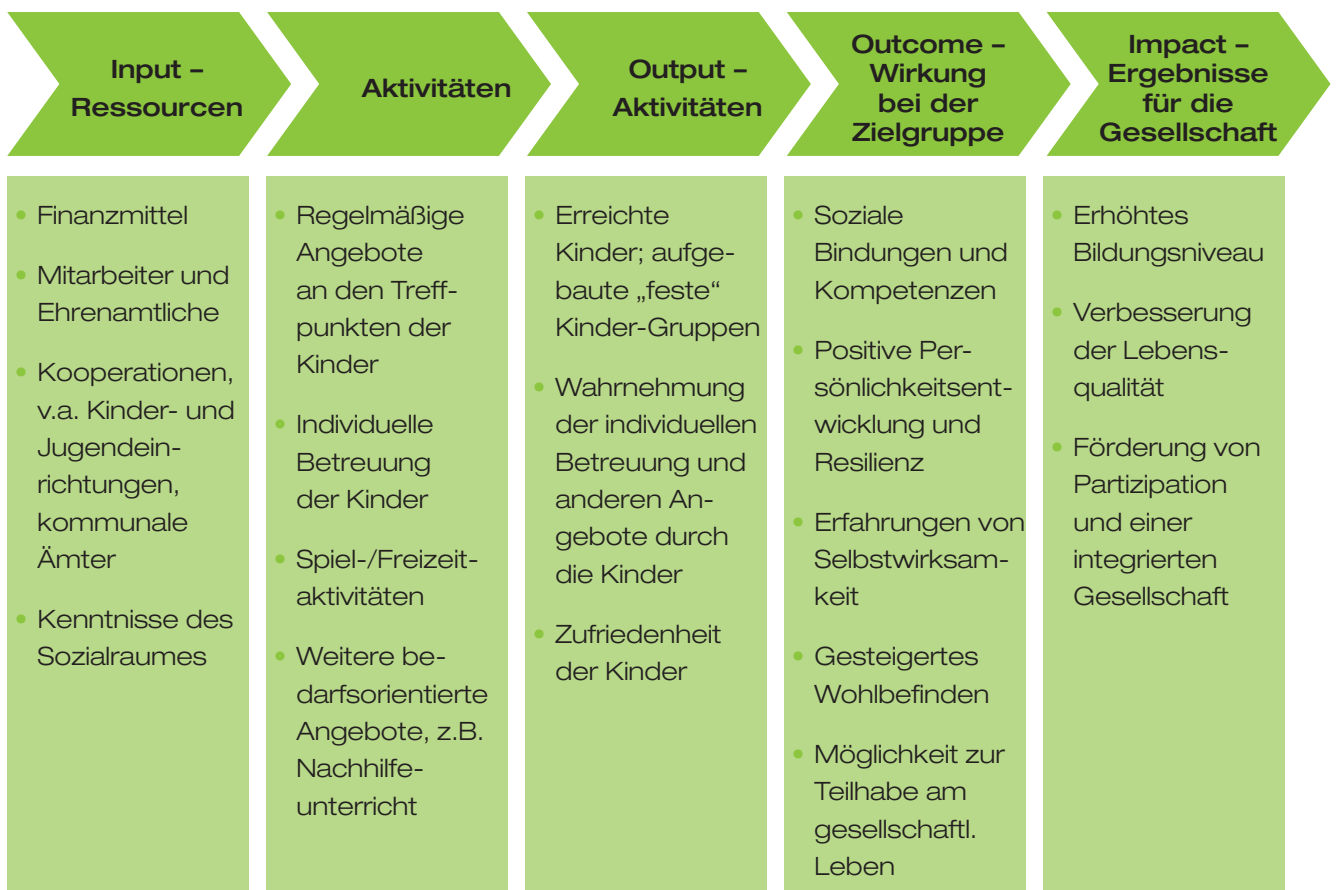 Input –
Ressourcen
Aktivitäten
Output –
Aktivitäten
Outcome –
Wirkung
bei der
Zielgruppe
Impact –
Ergebnisse
für die
Gesellschaft
• Finanzmittel
• Mitarbeiter und
Ehrenamtliche
• Kooperationen,
v.a. Kinder- und
Jugendein-
richtungen,
kommunale
Ämter
• Kenntnisse des
Sozialraumes
• Regelmäßige
Angebote
an den Treff-
punkten der
Kinder
• Individuelle
Betreuung
der Kinder
• Spiel-/Freizeit-
aktivitäten
• Weitere be-
darfsorientierte
Angebote, z.B.
Nachhilfe-
unterricht
• Erreichte
Kinder; aufge-
baute „feste“
Kinder-Gruppen
• Wahrnehmung
der individuellen
Betreuung und
anderen An-
gebote durch
die Kinder
• Zufriedenheit
der Kinder
• Soziale
Bindungen und
Kompetenzen
• Positive Per-
sönlichkeitsent-
wicklung und
Resilienz
• Erfahrungen von
Selbstwirksam-
keit
• Gesteigertes
Wohlbefinden
• Möglichkeit zur
Teilhabe am
gesellschaftl.
Leben
• Erhöhtes
Bildungsniveau
• Verbesserung
der Lebens-
qualität
• Förderung von
Partizipation
und einer
integrierten
Gesellschaft